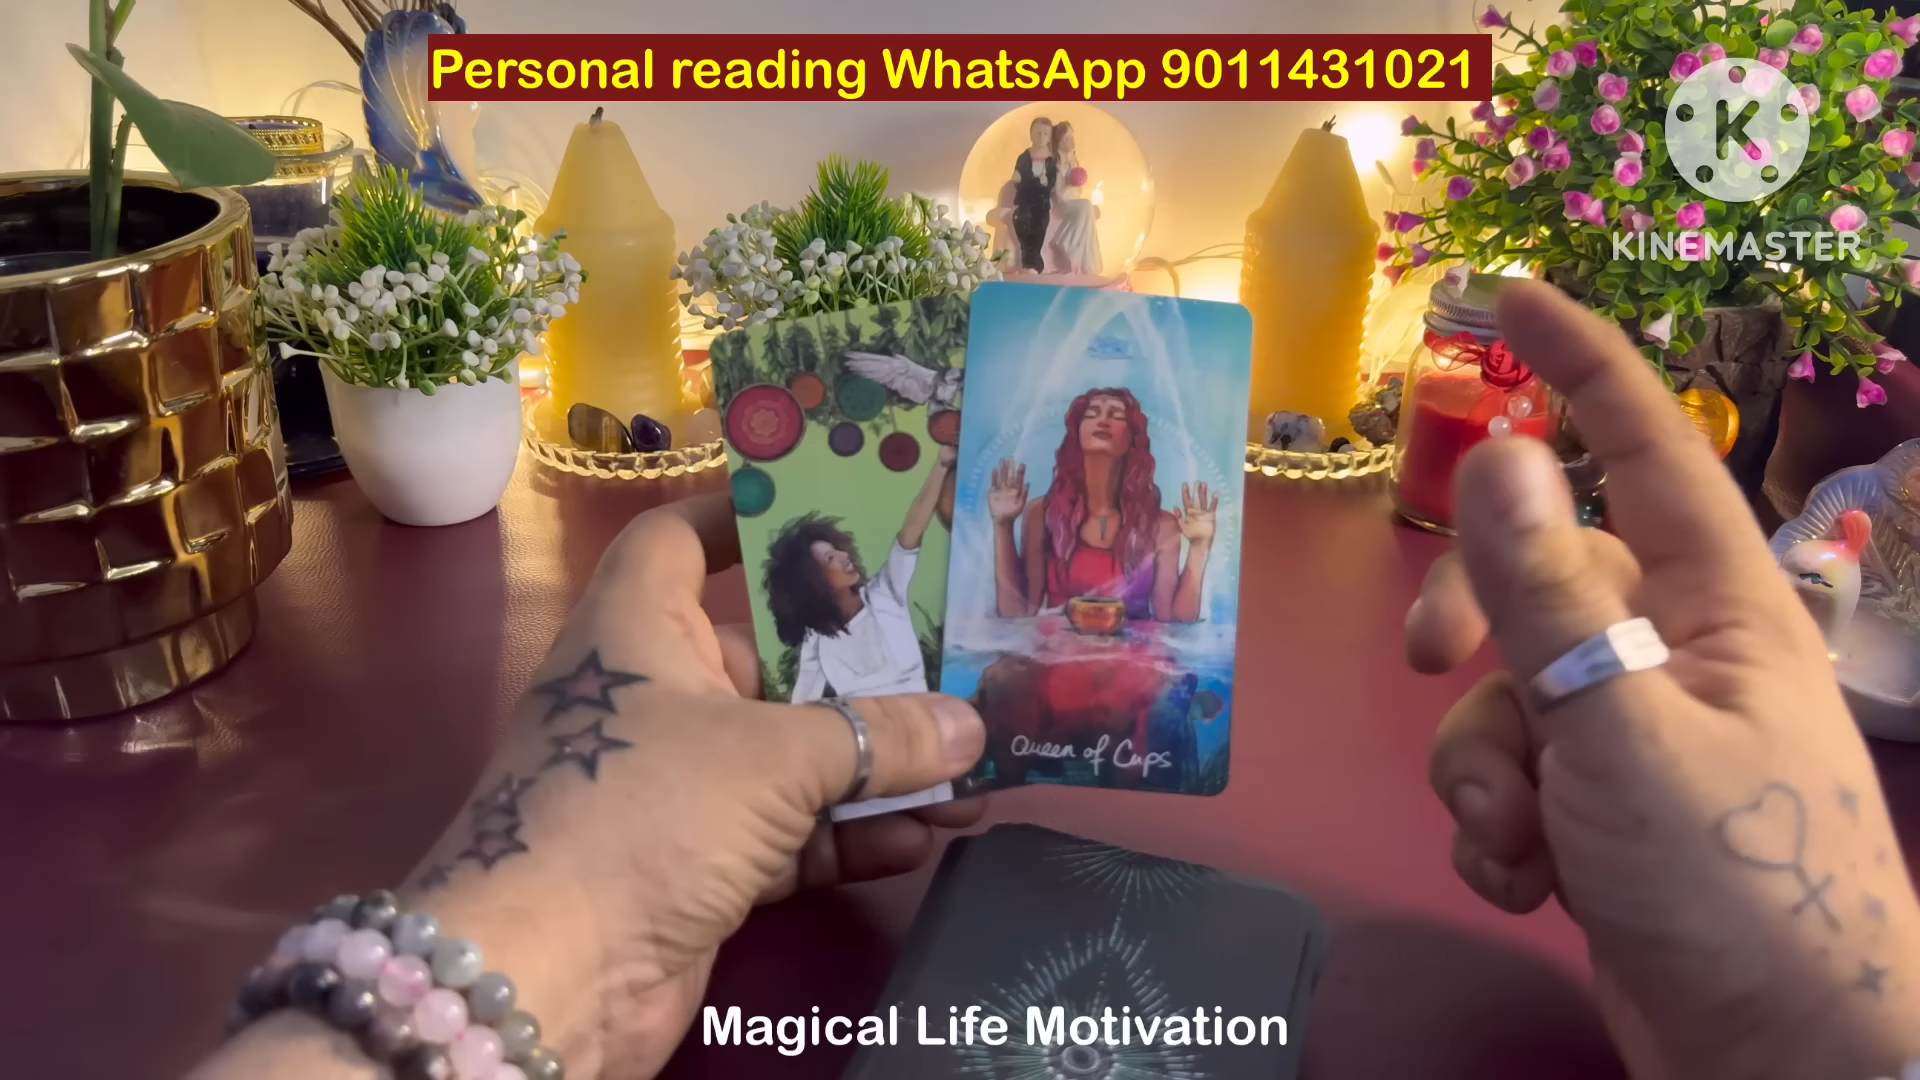 Personal reading WhatsApp 9011431021
K
KINEMASTER
Queen of Cups
Magical Life Motivation